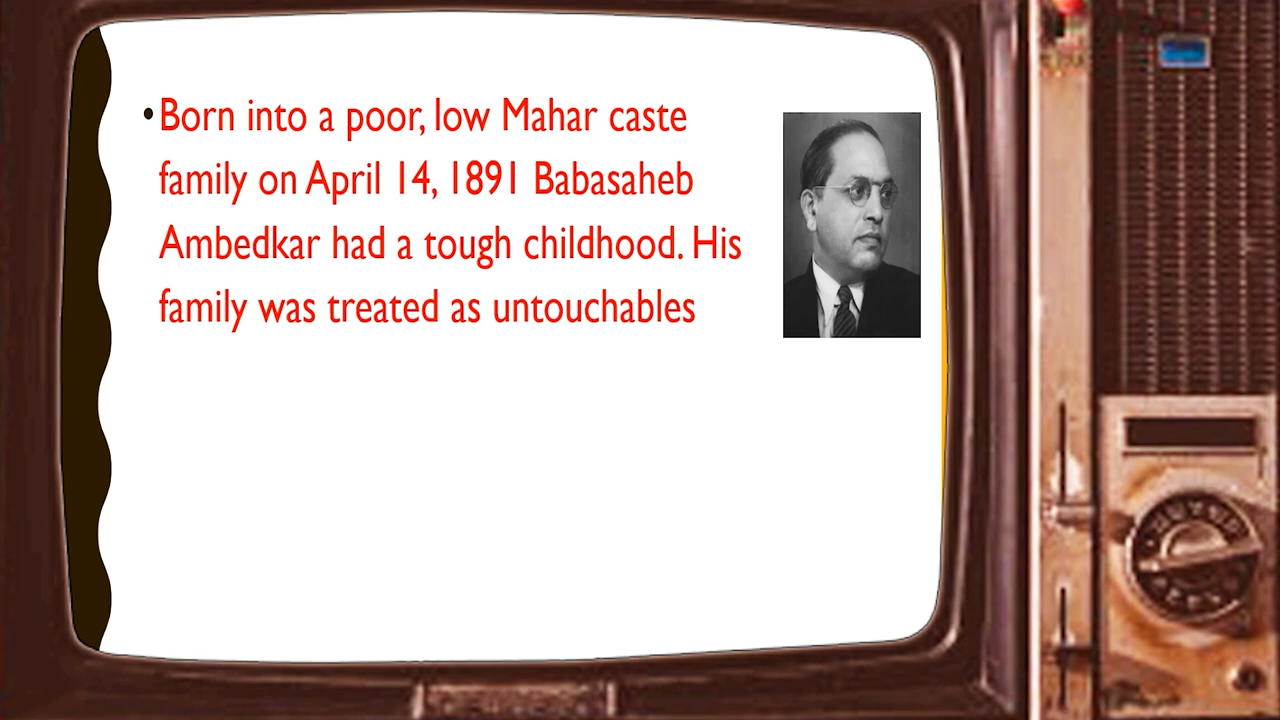 •Born into a poor, low Mahar caste
family on April 14, 1891 Babasaheb
Ambedkar had a tough childhood. His
family was treated as untouchables